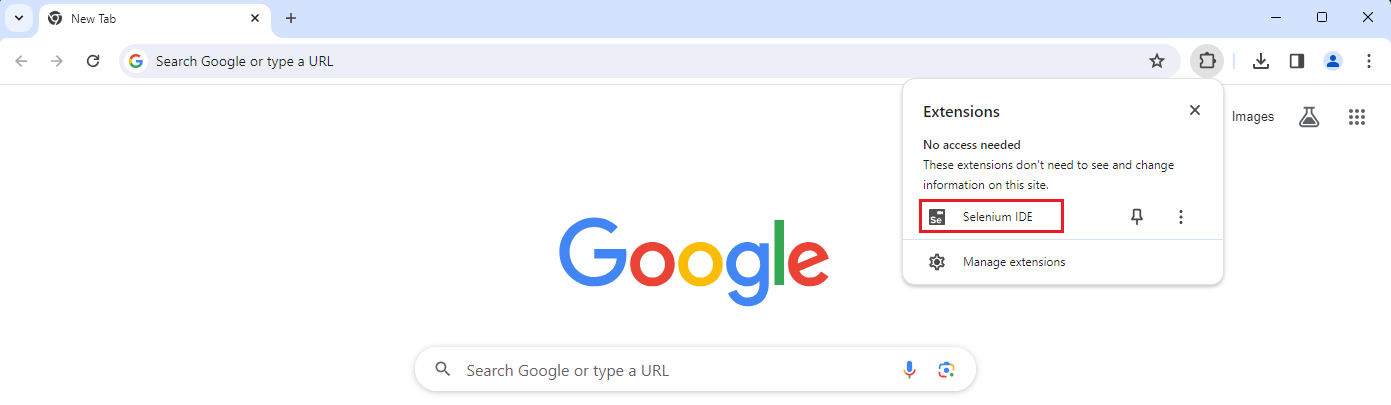 New Tab
Search Google or type a URL
Extensions
Images
No access needed
These extensions don't need to see and change
information on this site.
Se
Selenium IDE
Manage extensions
Google
Search Google or type a URL